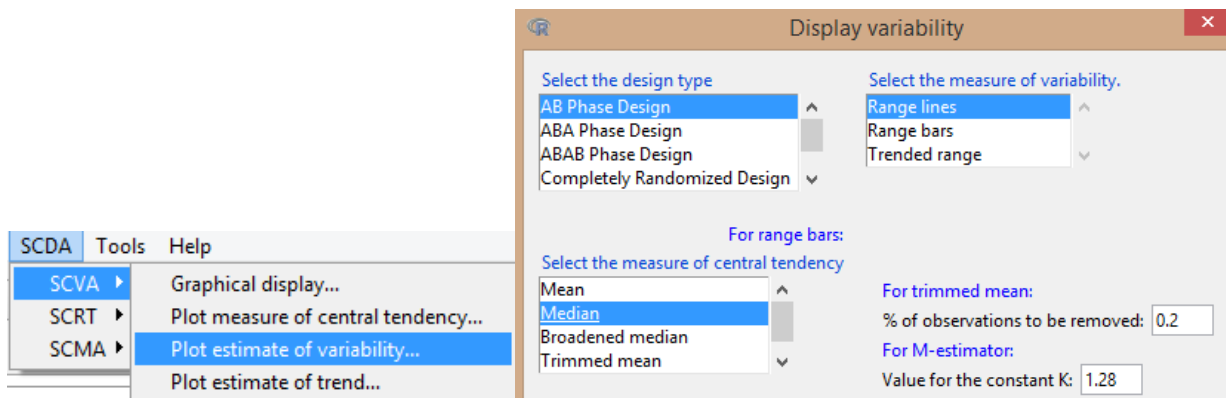 SCDA Tools Help
SCVA
SCRT
SCMA
Graphical display...
Plot measure of central tendency...
Plot estimate of variability...
Plot estimate of trend...
R
Display variability
Select the design type
AB Phase Design
ABA Phase Design
ABAB Phase Design
Completely Randomized Design
Select the measure of variability.
Range lines
Range bars
Trended range
For range bars:
Select the measure of central tendency
Mean
Median
Broadened median
Trimmed mean
For trimmed mean:
% of observations to be removed: 0.2
For M-estimator:
Value for the constant K: 1.28